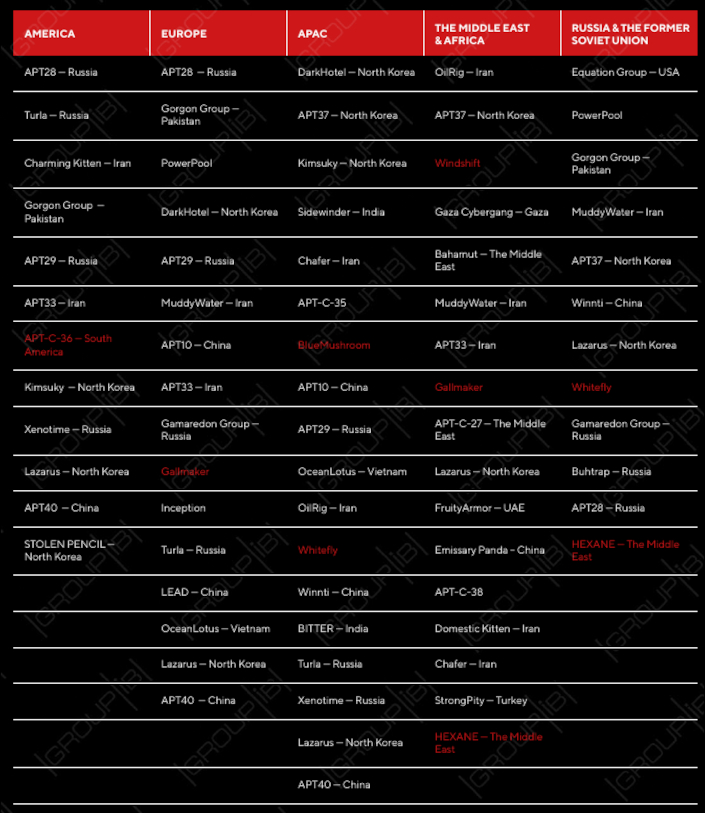 AMERICA
EUROPE
APAC
THE MIDDLE EAST
& AFRICA
RUSSIA & THE FORMER
SOVIET UNION
APT28 – Russia
APT28 – Russia
DarkHotel – North Korea
OilRig – Iran
Equation Group – USA
Turla – Russia
Gorgon Group –
Pakistan
APT37 – North Korea
APT37 – North Korea
PowerPool
Charming Kitten – Iran
PowerPool
Kimsuky – North Korea
Windshift
Gorgon Group –
Pakistan
Gorgon Group –
Pakistan
DarkHotel – North Korea
Sidewinder – India
Gaza Cybergang – Gaza
MuddyWater – Iran
APT29 – Russia
APT29 – Russia
Chafer – Iran
Bahamut – The Middle
East
APT37 – North Korea
APT33 – Iran
MuddyWater – Iran
APT-C-35
MuddyWater – Iran
Winnti – China
APT-C-36 – South
America
APT10 – China
BlueMushroom
APT33 – Iran
Lazarus – North Korea
Kimsuky – North Korea
APT33 – Iran
APT10 – China
Gallmaker
Whitefly
Xenotime – Russia
Gamaredon Group –
Russia
APT29 – Russia
APT-C-27 – The Middle
East
Gamaredon Group –
Russia
Lazarus – North Korea
Gallmaker
OceanLotus – Vietnam
Lazarus – North Korea
Buhtrap – Russia
APT40 – China
Inception
OilRig – Iran
FruityArmor – UAE
APT28 – Russia
STOLEN PENCIL –
North Korea
Turla – Russia
Whitefly
Emissary Panda - China
HEXANE – The Middle
East
LEAD – China
Winnti – China
APT-C-38
OceanLotus – Vietnam
BITTER – India
Domestic Kitten – Iran
Lazarus – North Korea
Turla – Russia
Chafer – Iran
APT40 – China
Xenotime – Russia
StrongPity – Turkey
Lazarus – North Korea
HEXANE – The Middle
East
APT40 – China
GROUP|IB